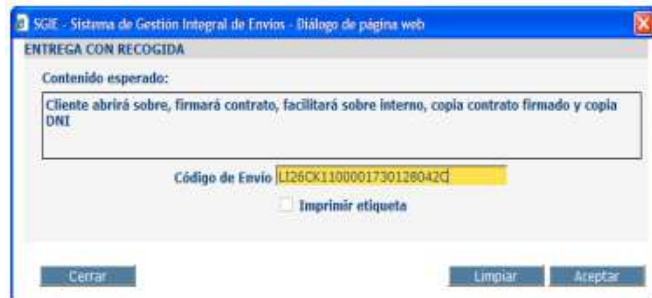 SGIE - Sistema de Gestión Integral de Envíos - Diálogo de página web
ENTREGA CON RECOGIDA
Contenido esperado:
Cliente abrirá sobre, firmará contrato, facilitará sobre interno, copia contrato firmado y copia
DNI
Código de Envío LI26CK1100001730128042C
Imprimir etiqueta
Cerrar Limpiar Aceptar